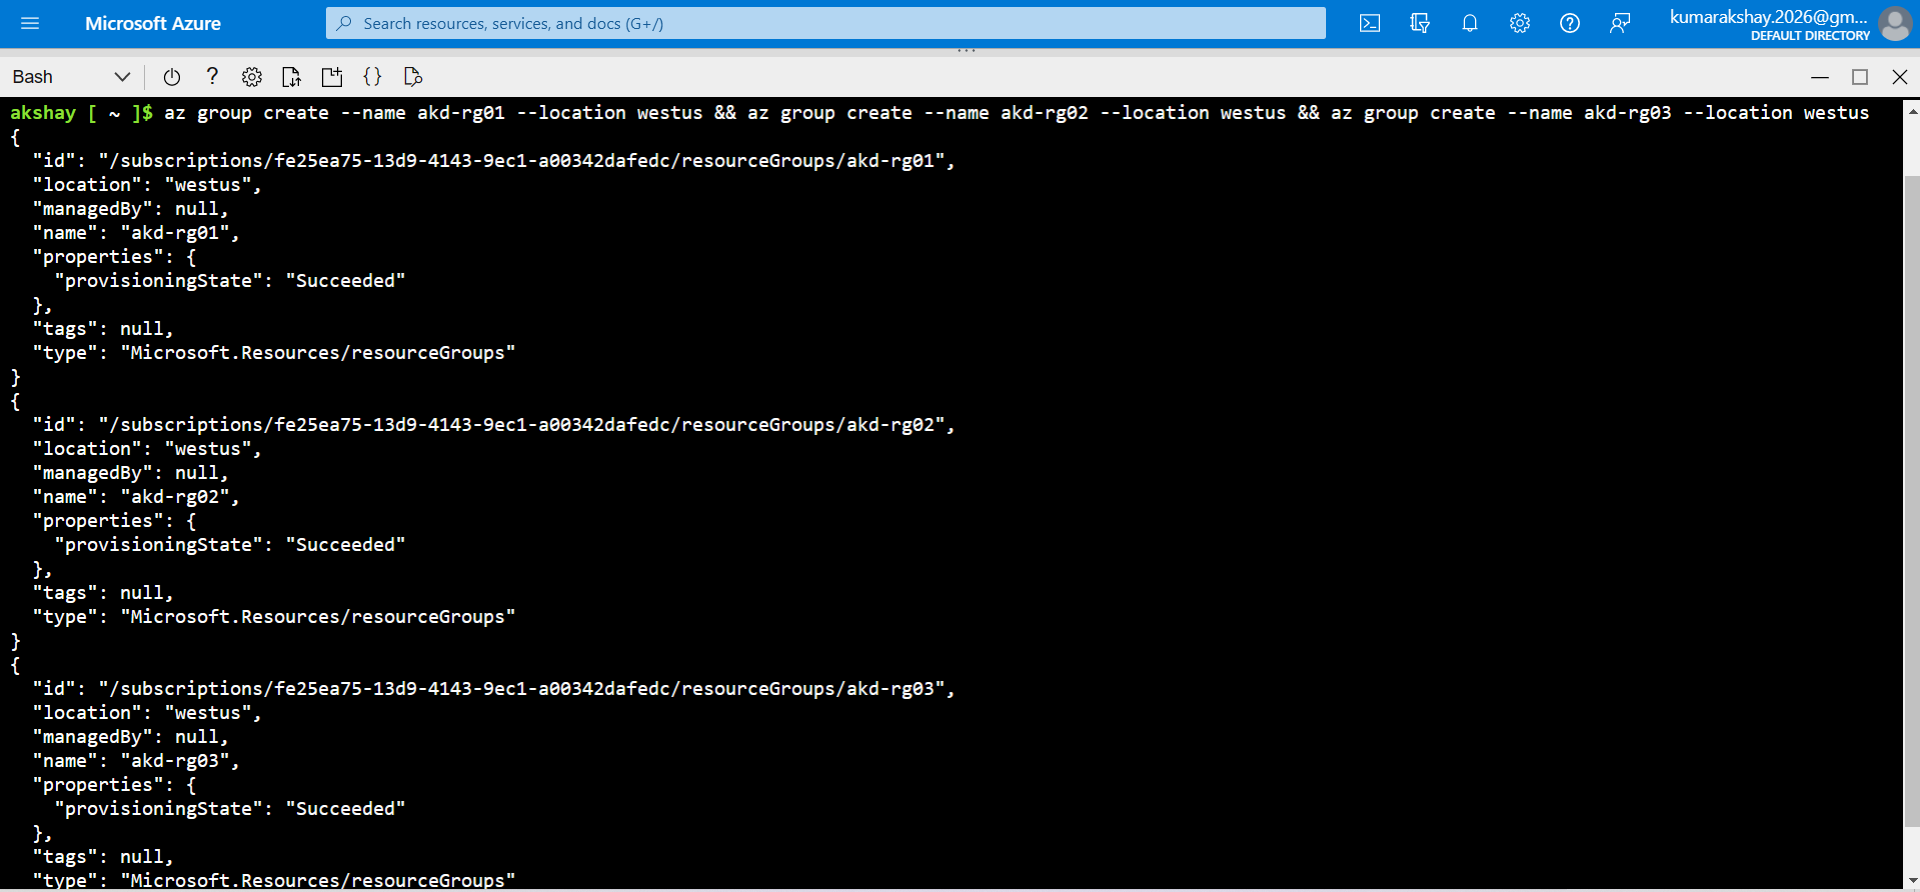 Microsoft Azure
Search resources, services, and docs (G+/)
kumarakshay.2026@gm...
DEFAULT DIRECTORY
Bash
akshay [ ~ ]$ az group create --name akd-rg01 --location westus && az group create --name akd-rg02 --location westus && az group create --name akd-rg03 --location westus
{
  "id": "/subscriptions/fe25ea75-13d9-4143-9ec1-a00342dafedc/resourceGroups/akd-rg01",
  "location": "westus",
  "managedBy": null,
  "name": "akd-rg01",
  "properties": {
    "provisioningState": "Succeeded"
  },
  "tags": null,
  "type": "Microsoft.Resources/resourceGroups"
}
{
  "id": "/subscriptions/fe25ea75-13d9-4143-9ec1-a00342dafedc/resourceGroups/akd-rg02",
  "location": "westus",
  "managedBy": null,
  "name": "akd-rg02",
  "properties": {
    "provisioningState": "Succeeded"
  },
  "tags": null,
  "type": "Microsoft.Resources/resourceGroups"
}
{
  "id": "/subscriptions/fe25ea75-13d9-4143-9ec1-a00342dafedc/resourceGroups/akd-rg03",
  "location": "westus",
  "managedBy": null,
  "name": "akd-rg03",
  "properties": {
    "provisioningState": "Succeeded"
  },
  "tags": null,
  "type": "Microsoft.Resources/resourceGroups"